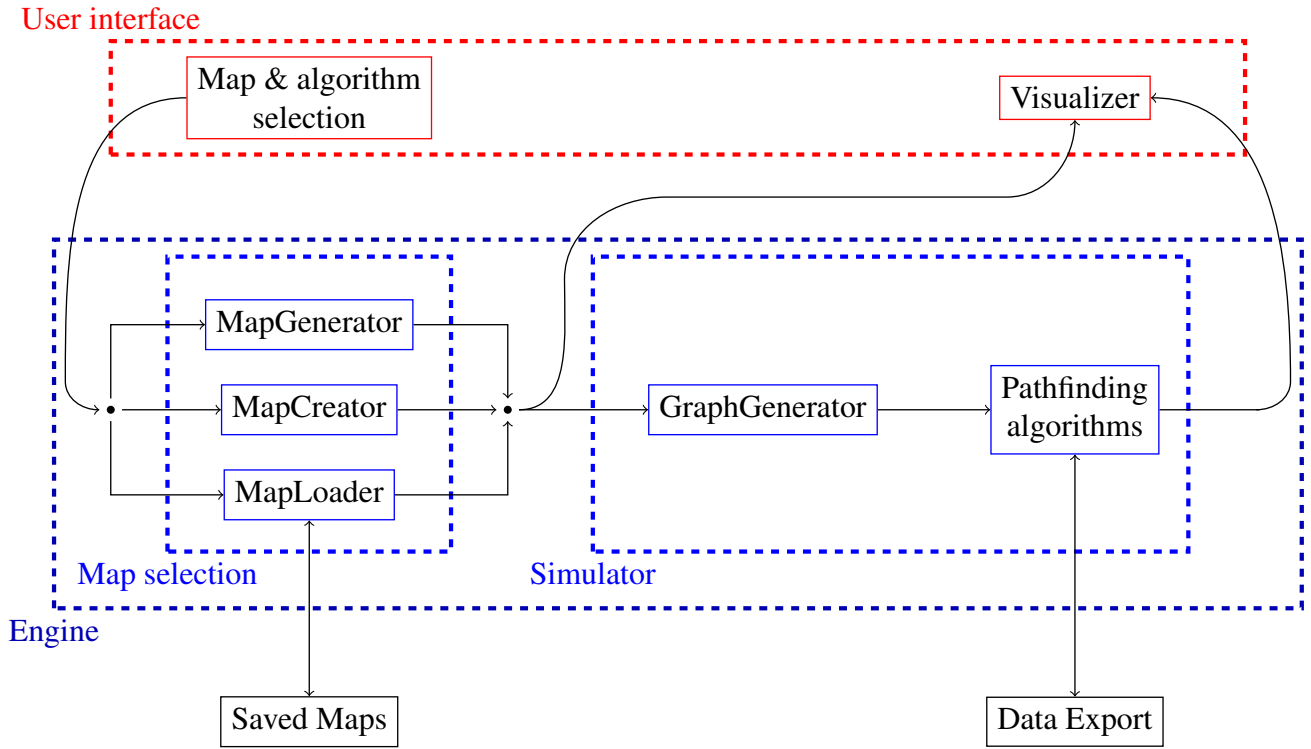 User interface
Map & algorithm
selection
Visualizer
MapGenerator
MapCreator
MapLoader
GraphGenerator
Pathfinding
algorithms
Map selection
Simulator
Engine
Saved Maps
Data Export